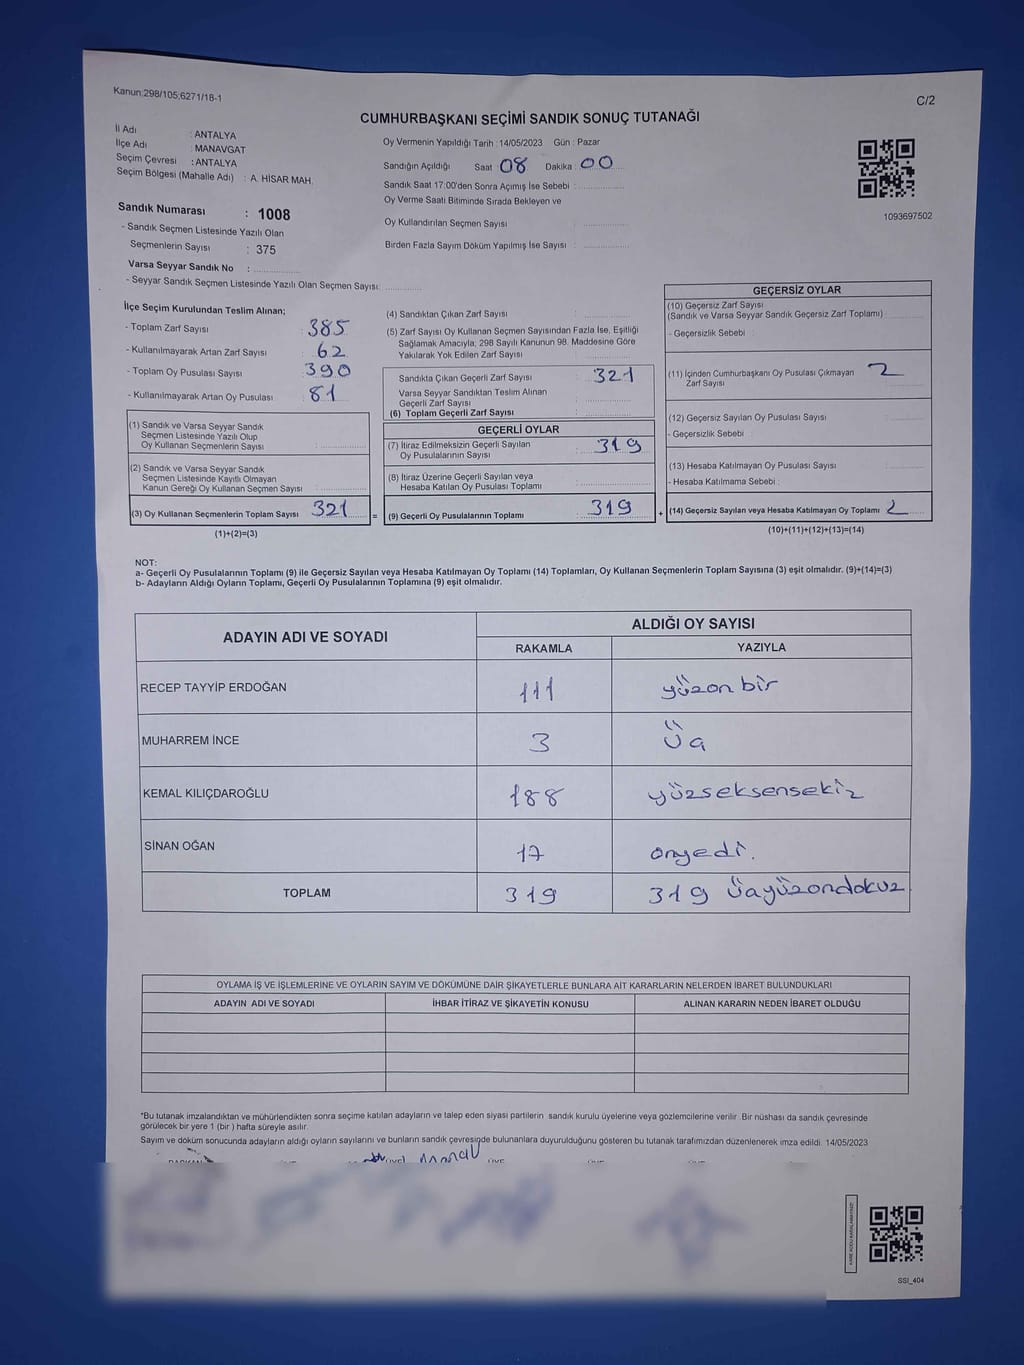 Kanun:298/105;6271/18-1
C/2
CUMHURBAŞKANI SEÇİMİ SANDIK SONUÇ TUTANAĞI
İl Adı : ANTALYA
İlçe Adı : MANAVGAT
Seçim Çevresi : ANTALYA
Seçim Bölgesi (Mahalle Adı) : A. HİSAR MAH.
Sandık Numarası : 1008
- Sandık Seçmen Listesinde Yazılı Olan
Seçmenlerin Sayısı : 375
Varsa Seyyar Sandık No :
- Seyyar Sandık Seçmen Listesinde Yazılı Olan Seçmen Sayısı:
Oy Vermenin Yapıldığı Tarih : 14/05/2023 Gün : Pazar
Sandığın Açıldığı Saat 08 Dakika 00
Sandık Saat 17:00'den Sonra Açımış İse Sebebi :
Oy Verme Saati Bitiminde Sırada Bekleyen ve
Oy Kullandırılan Seçmen Sayısı :
Birden Fazla Sayım Döküm Yapılmış İse Sayısı :
1093697502
İlçe Seçim Kurulundan Teslim Alınan;
- Toplam Zarf Sayısı : 385
- Kullanılmayarak Artan Zarf Sayısı : 62
- Toplam Oy Pusulası Sayısı : 390
- Kullanılmayarak Artan Oy Pusulası : 81
(1) Sandık ve Varsa Seyyar Sandık
Seçmen Listesinde Yazılı Olup
Oy Kullanan Seçmenlerin Sayısı :
(2) Sandık ve Varsa Seyyar Sandık
Seçmen Listesinde Kayıtlı Olmayan
Kanun Gereği Oy Kullanan Seçmen Sayısı :
(3) Oy Kullanan Seçmenlerin Toplam Sayısı 321
(1)+(2)=(3)
=
(4) Sandıktan Çıkan Zarf Sayısı :
(5) Zarf Sayısı Oy Kullanan Seçmen Sayısından Fazla İse, Eşitliği
Sağlamak Amacıyla; 298 Sayılı Kanunun 98. Maddesine Göre
Yakılarak Yok Edilen Zarf Sayısı :
Sandıkta Çıkan Geçerli Zarf Sayısı : 321
Varsa Seyyar Sandıktan Teslim Alınan
Geçerli Zarf Sayısı :
(6) Toplam Geçerli Zarf Sayısı :
GEÇERLİ OYLAR
(7) İtiraz Edilmeksizin Geçerli Sayılan
Oy Pusulalarının Sayısı : 319
(8) İtiraz Üzerine Geçerli Sayılan veya
Hesaba Katılan Oy Pusulası Toplamı :
(9) Geçerli Oy Pusulalarının Toplamı 319
+
GEÇERSİZ OYLAR
(10) Geçersiz Zarf Sayısı
(Sandık ve Varsa Seyyar Sandık Geçersiz Zarf Toplamı)
- Geçersizlik Sebebi :
(11) İçinden Cumhurbaşkanı Oy Pusulası Çıkmayan
Zarf Sayısı 2
(12) Geçersiz Sayılan Oy Pusulası Sayısı
- Geçersizlik Sebebi
(13) Hesaba Katılmayan Oy Pusulası Sayısı
- Hesaba Katılmama Sebebi :
(14) Geçersiz Sayılan veya Hesaba Katılmayan Oy Toplamı 2
(10)+(11)+(12)+(13)=(14)
NOT:
a- Geçerli Oy Pusulalarının Toplamı (9) ile Geçersiz Sayılan veya Hesaba Katılmayan Oy Toplamı (14) Toplamları, Oy Kullanan Seçmenlerin Toplam Sayısına (3) eşit olmalıdır. (9)+(14)=(3)
b- Adayların Aldığı Oyların Toplamı, Geçerli Oy Pusulalarının Toplamına (9) eşit olmalıdır.
ADAYIN ADI VE SOYADI
ALDIĞI OY SAYISI
RAKAMLA YAZIYLA
RECEP TAYYİP ERDOĞAN 111 yüzon bir
MUHARREM İNCE 3 Üç
KEMAL KILIÇDAROĞLU 188 yüzseksensekiz
SİNAN OĞAN 17 onyedi.
TOPLAM 319 319 Üçyüzondokuz
OYLAMA İŞ VE İŞLEMLERİNE VE OYLARIN SAYIM VE DÖKÜMÜNE DAİR ŞİKAYETLERLE BUNLARA AİT KARARLARIN NELERDEN İBARET BULUNDUKLARI
ADAYIN ADI VE SOYADI İHBAR İTİRAZ VE ŞİKAYETİN KONUSU ALINAN KARARIN NEDEN İBARET OLDUĞU
*Bu tutanak imzalandıktan ve mühürlendikten sonra seçime katılan adayların ve talep eden siyasi partilerin sandık kurulu üyelerine veya gözlemcilerine verilir. Bir nüshası da sandık çevresinde
görülecek bir yere 1 (bir ) hafta süreyle asılır.
Sayım ve döküm sonucunda adayların aldığı oyların sayılarını ve bunların sandık çevresinde bulunanlara duyurulduğunu gösteren bu tutanak tarafımızdan düzenlenerek imza edildi. 14/05/2023
SSI_404